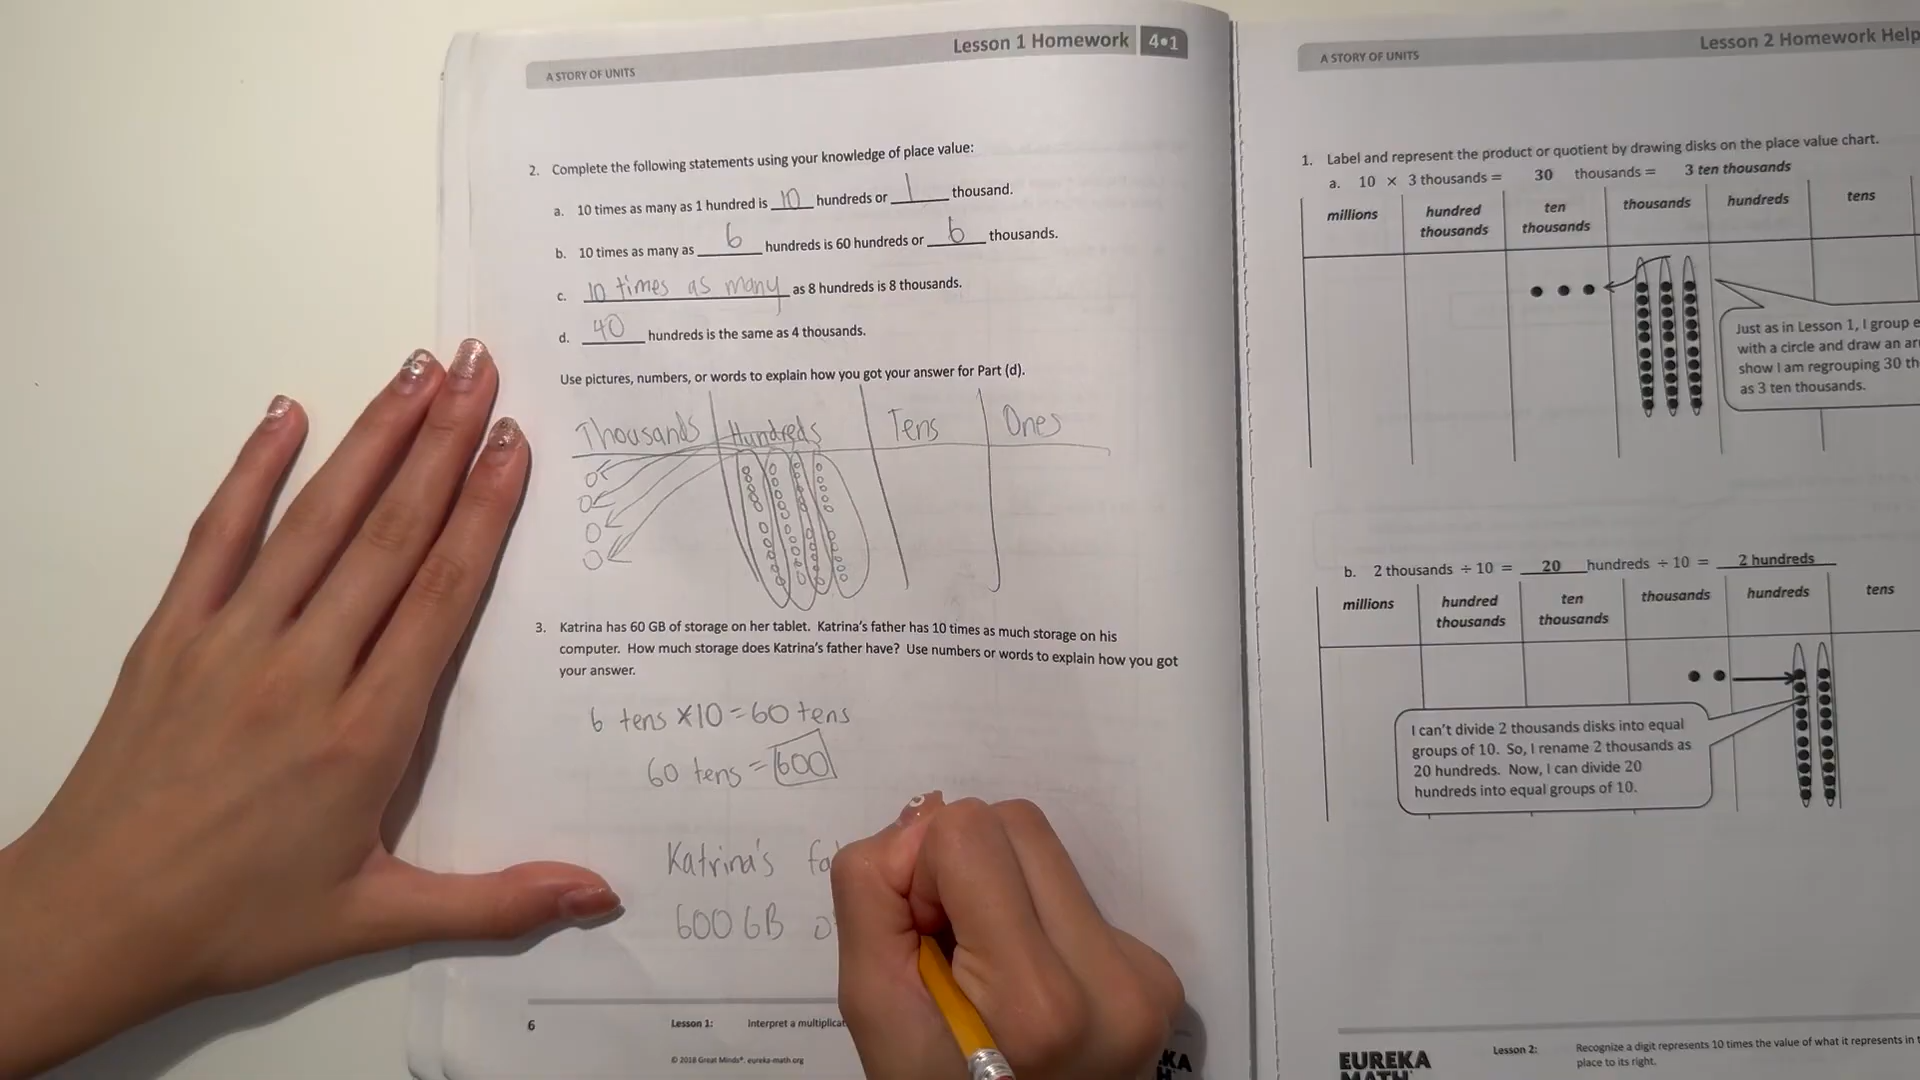 Lesson 1 Homework 4•1
A STORY OF UNITS
2. Complete the following statements using your knowledge of place value:
a. 10 times as many as 1 hundred is 10 hundreds or 1 thousand.
b. 10 times as many as 6 hundreds is 60 hundreds or 6 thousands.
c. 10 times as many as 8 hundreds is 8 thousands.
d. 40 hundreds is the same as 4 thousands.
Use pictures, numbers, or words to explain how you got your answer for Part (d).
Thousands Hundreds Tens Ones
3. Katrina has 60 GB of storage on her tablet. Katrina's father has 10 times as much storage on his
computer. How much storage does Katrina's father have? Use numbers or words to explain how you got
your answer.
6 tens ×10=60 tens
60 tens = 600
Katrina's
600 GB
6 Lesson 1: Interpret a
© 2018 Great Minds®. eureka-math.org
A STORY OF UNITS
Lesson 2 Homework Help
1. Label and represent the product or quotient by drawing disks on the place value chart.
a. 10 × 3 thousands = 30 thousands = 3 ten thousands
millions hundred thousands ten thousands thousands hundreds tens
Just as in Lesson 1, I group
with a circle and draw an
show I am regrouping 30
as 3 ten thousands.
b. 2 thousands ÷ 10 = 20 hundreds ÷ 10 = 2 hundreds
millions hundred thousands ten thousands thousands hundreds tens
I can't divide 2 thousands disks into equal
groups of 10. So, I rename 2 thousands as
20 hundreds. Now, I can divide 20
hundreds into equal groups of 10.
EUREKA
MATH
Lesson 2: Recognize a digit represents 10 times the value of what it represents in
place to its right.